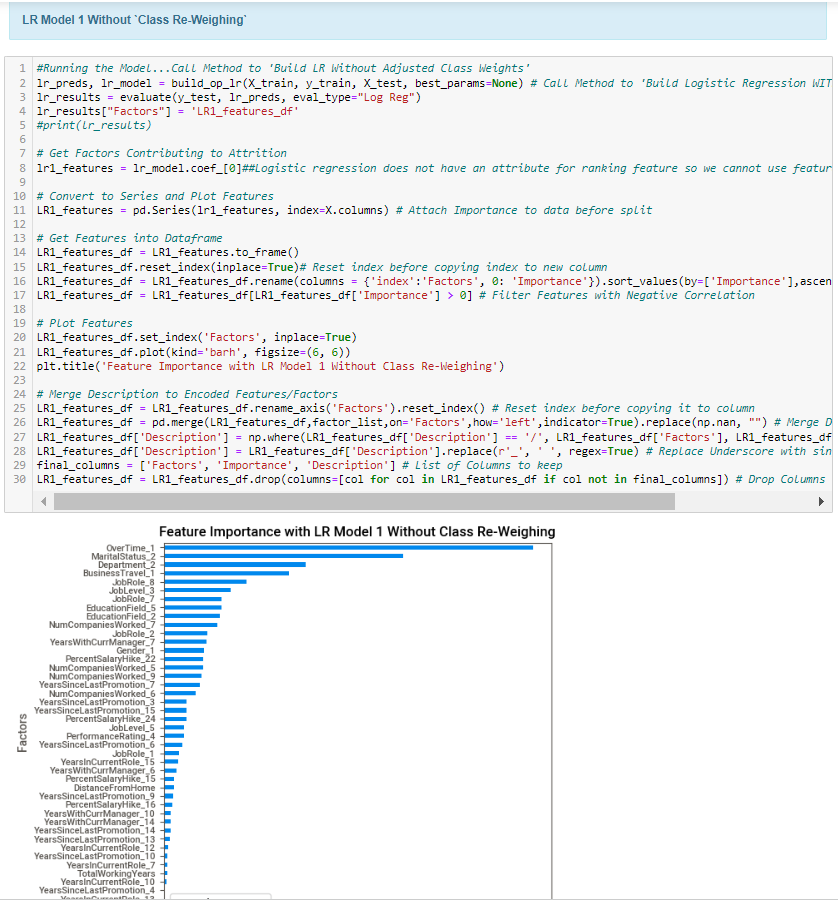 LR Model 1 Without `Class Re-Weighing`
1 #Running the Model...Call Method to 'Build LR Without Adjusted Class Weights'
2 lr_preds, lr_model = build_op_lr(X_train, y_train, X_test, best_params=None) # Call Method to 'Build Logistic Regression WIT
3 lr_results = evaluate(y_test, lr_preds, eval_type="Log Reg")
4 lr_results["Factors"] = 'LR1_features_df'
5 #print(lr_results)
6
7 # Get Factors Contributing to Attrition
8 lr1_features = lr_model.coef_[0]##Logistic regression does not have an attribute for ranking feature so we cannot use featur
9
10 # Convert to Series and Plot Features
11 LR1_features = pd.Series(lr1_features, index=X.columns) # Attach Importance to data before split
12
13 # Get Features into Dataframe
14 LR1_features_df = LR1_features.to_frame()
15 LR1_features_df.reset_index(inplace=True)# Reset index before copying index to new column
16 LR1_features_df = LR1_features_df.rename(columns = {'index':'Factors', 0: 'Importance'}).sort_values(by=['Importance'],ascen
17 LR1_features_df = LR1_features_df[LR1_features_df['Importance'] > 0] # Filter Features with Negative Correlation
18
19 # Plot Features
20 LR1_features_df.set_index('Factors', inplace=True)
21 LR1_features_df.plot(kind='barh', figsize=(6, 6))
22 plt.title('Feature Importance with LR Model 1 Without Class Re-Weighing')
23
24 # Merge Description to Encoded Features/Factors
25 LR1_features_df = LR1_features_df.rename_axis('Factors').reset_index() # Reset index before copying it to column
26 LR1_features_df = pd.merge(LR1_features_df,factor_list,on='Factors',how='left',indicator=True).replace(np.nan, "") # Merge D
27 LR1_features_df['Description'] = np.where(LR1_features_df['Description'] == '/', LR1_features_df['Factors'], LR1_features_df
28 LR1_features_df['Description'] = LR1_features_df['Description'].replace(r'_', ' ', regex=True) # Replace Underscore with sin
29 final_columns = ['Factors', 'Importance', 'Description'] # List of Columns to keep
30 LR1_features_df = LR1_features_df.drop(columns=[col for col in LR1_features_df if col not in final_columns]) # Drop Columns
Feature Importance with LR Model 1 Without Class Re-Weighing
OverTime_1
MaritalStatus_2
Department_2
BusinessTravel_1
JobRole_8
JobLevel_3
JobRole_7
EducationField_5
EducationField_2
NumCompaniesWorked_7
JobRole_2
YearsWithCurrManager_7
Gender_1
PercentSalaryHike_22
NumCompaniesWorked_5
NumCompaniesWorked_9
YearsSinceLastPromotion_7
NumCompaniesWorked_6
YearsSinceLastPromotion_3
YearsSinceLastPromotion_15
PercentSalaryHike_24
JobLevel_5
PerformanceRating_4
YearsSinceLastPromotion_6
JobRole_1
YearsInCurrentRole_15
YearsWithCurrManager_6
PercentSalaryHike_15
DistanceFromHome
YearsSinceLastPromotion_9
PercentSalaryHike_16
YearsWithCurrManager_10
YearsWithCurrManager_14
YearsSinceLastPromotion_14
YearsSinceLastPromotion_13
YearsInCurrentRole_12
YearsSinceLastPromotion_10
YearsInCurrentRole_7
TotalWorkingYears
YearsInCurrentRole_10
YearsSinceLastPromotion_4
Factors